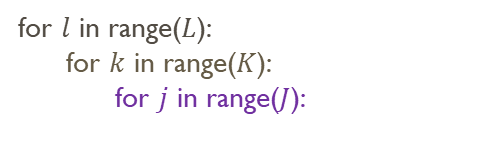 for l in range(L):
for k in range(K):
for j in range(J):